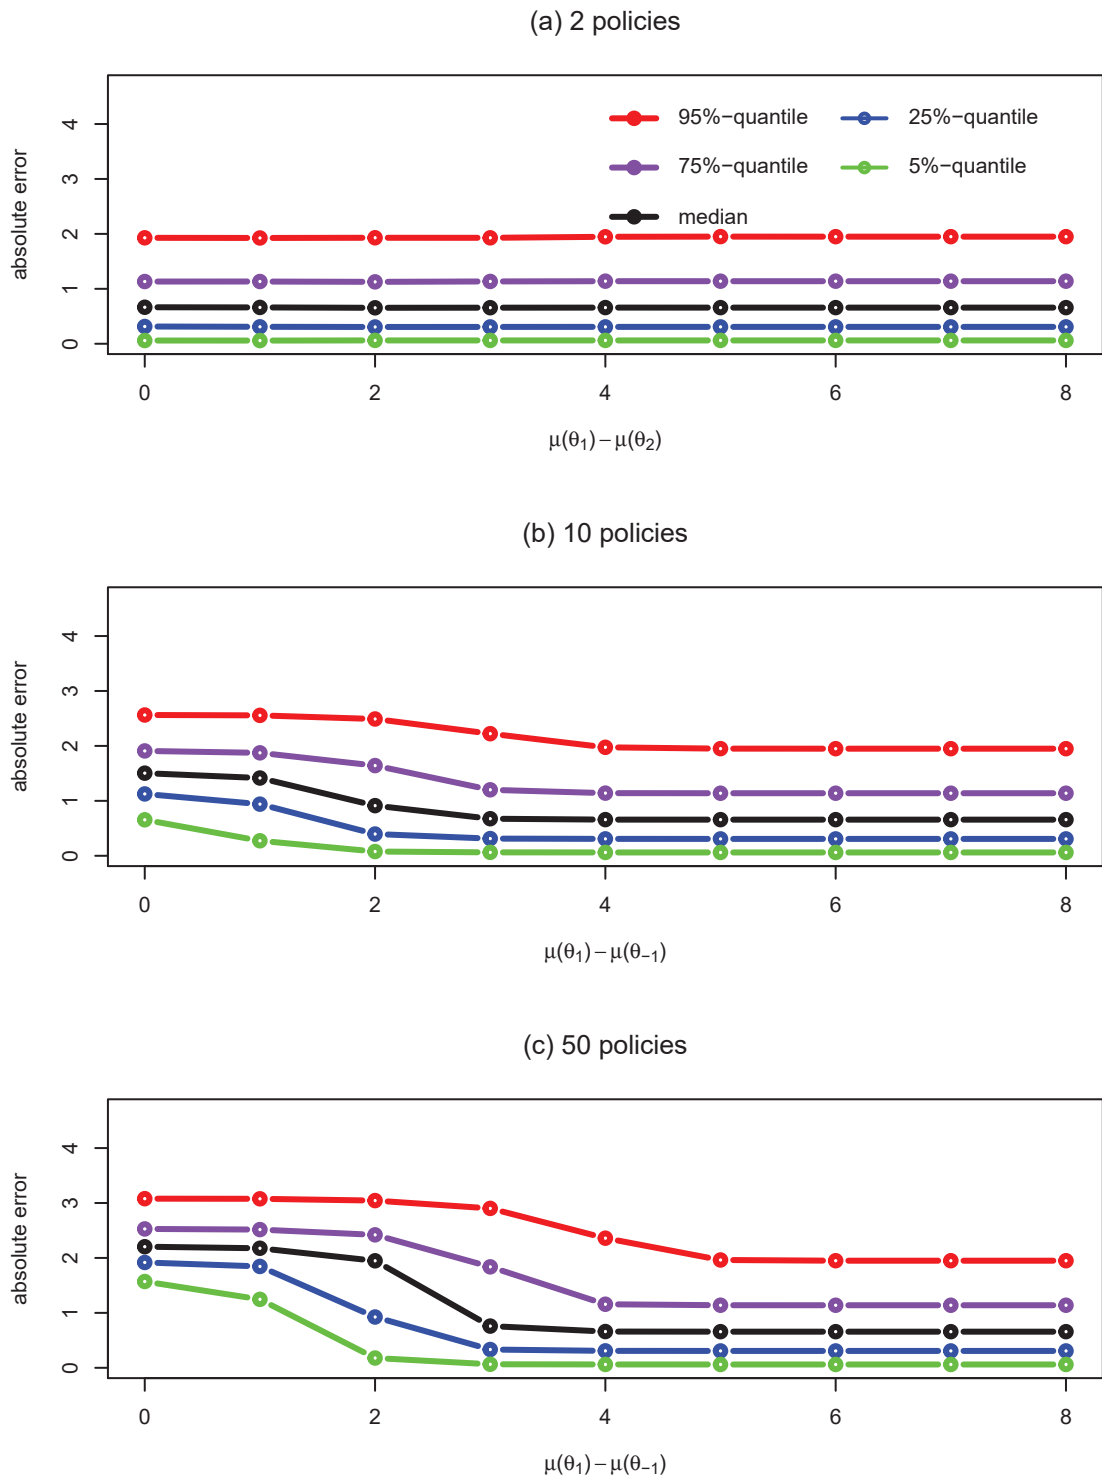 (a) 2 policies
absolute error
4
3
2
1
0
95%−quantile
25%−quantile
75%−quantile
5%−quantile
median
0 2 4 6 8
μ(θ₁) − μ(θ₂)
(b) 10 policies
absolute error
4
3
2
1
0
0 2 4 6 8
μ(θ₁) − μ(θ₋₁)
(c) 50 policies
absolute error
4
3
2
1
0
0 2 4 6 8
μ(θ₁) − μ(θ₋₁)